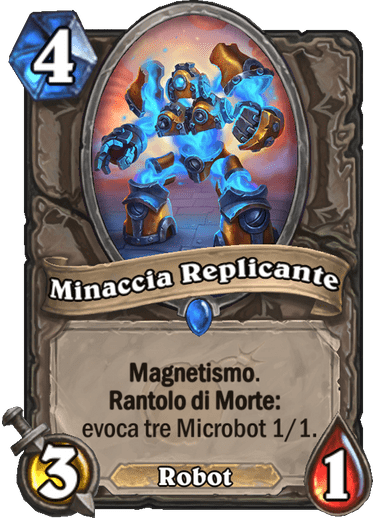 4
Minaccia Replicante
Magnetismo.
Rantolo di Morte:
evoca tre Microbot 1/1.
3
Robot
1